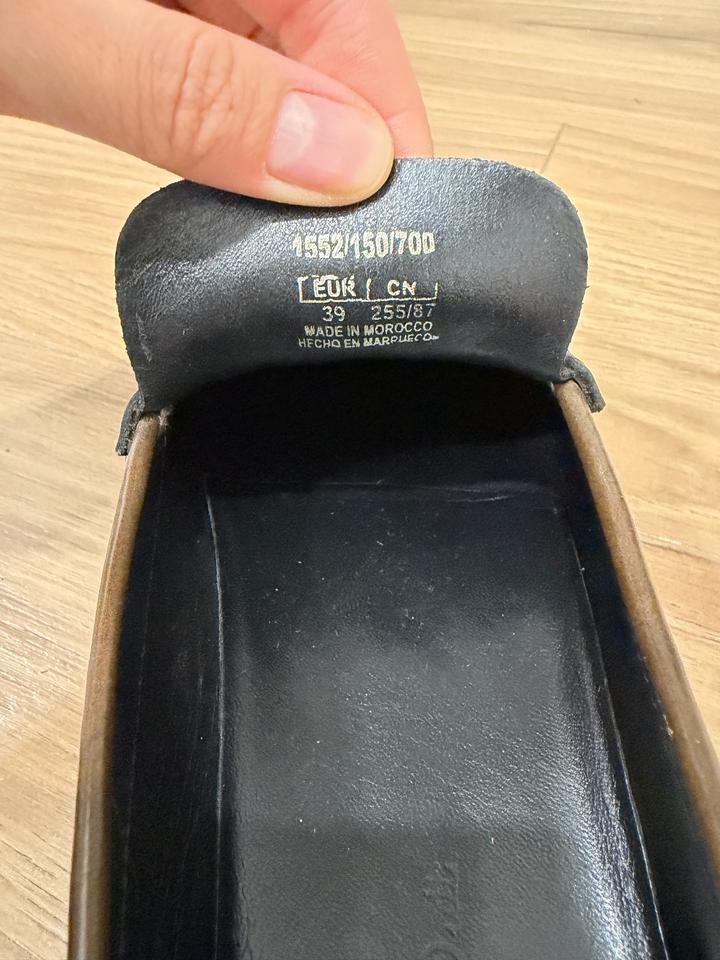 1552/150/700
EUR CN
39 255/87
MADE IN MOROCCO
HECHO EN MARRUECOS